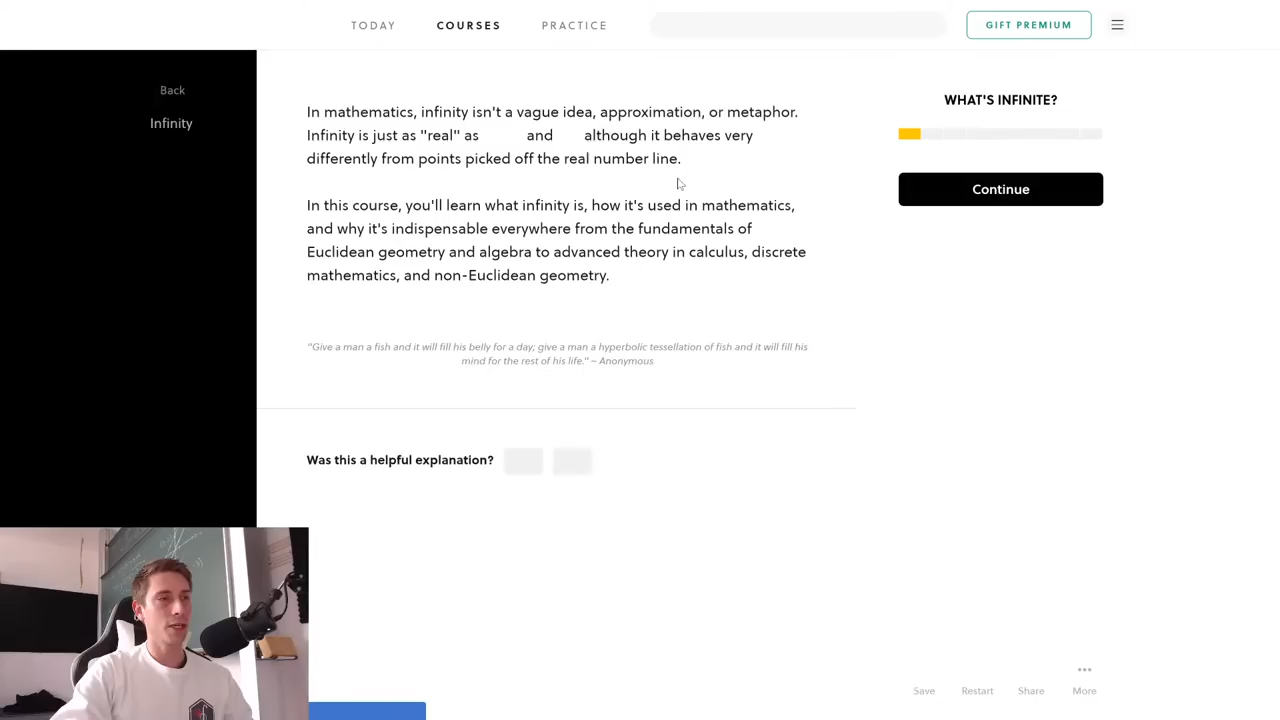 TODAY COURSES PRACTICE GIFT PREMIUM
Back
Infinity
In mathematics, infinity isn't a vague idea, approximation, or metaphor.
Infinity is just as "real" as and although it behaves very
differently from points picked off the real number line.
In this course, you'll learn what infinity is, how it's used in mathematics,
and why it's indispensable everywhere from the fundamentals of
Euclidean geometry and algebra to advanced theory in calculus, discrete
mathematics, and non-Euclidean geometry.
"Give a man a fish and it will fill his belly for a day; give a man a hyperbolic tessellation of fish and it will fill his
mind for the rest of his life." ~ Anonymous
Was this a helpful explanation?
WHAT'S INFINITE?
Continue
Save Restart Share More